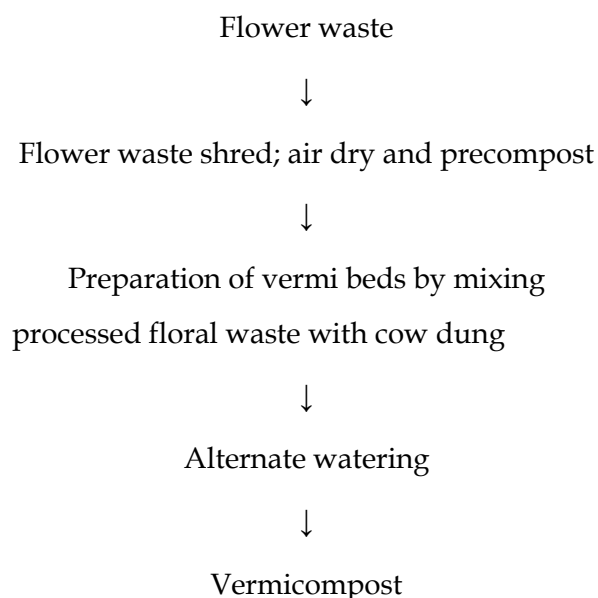 Flower waste
↓
Flower waste shred; air dry and precompost
↓
Preparation of vermi beds by mixing
processed floral waste with cow dung
↓
Alternate watering
↓
Vermicompost